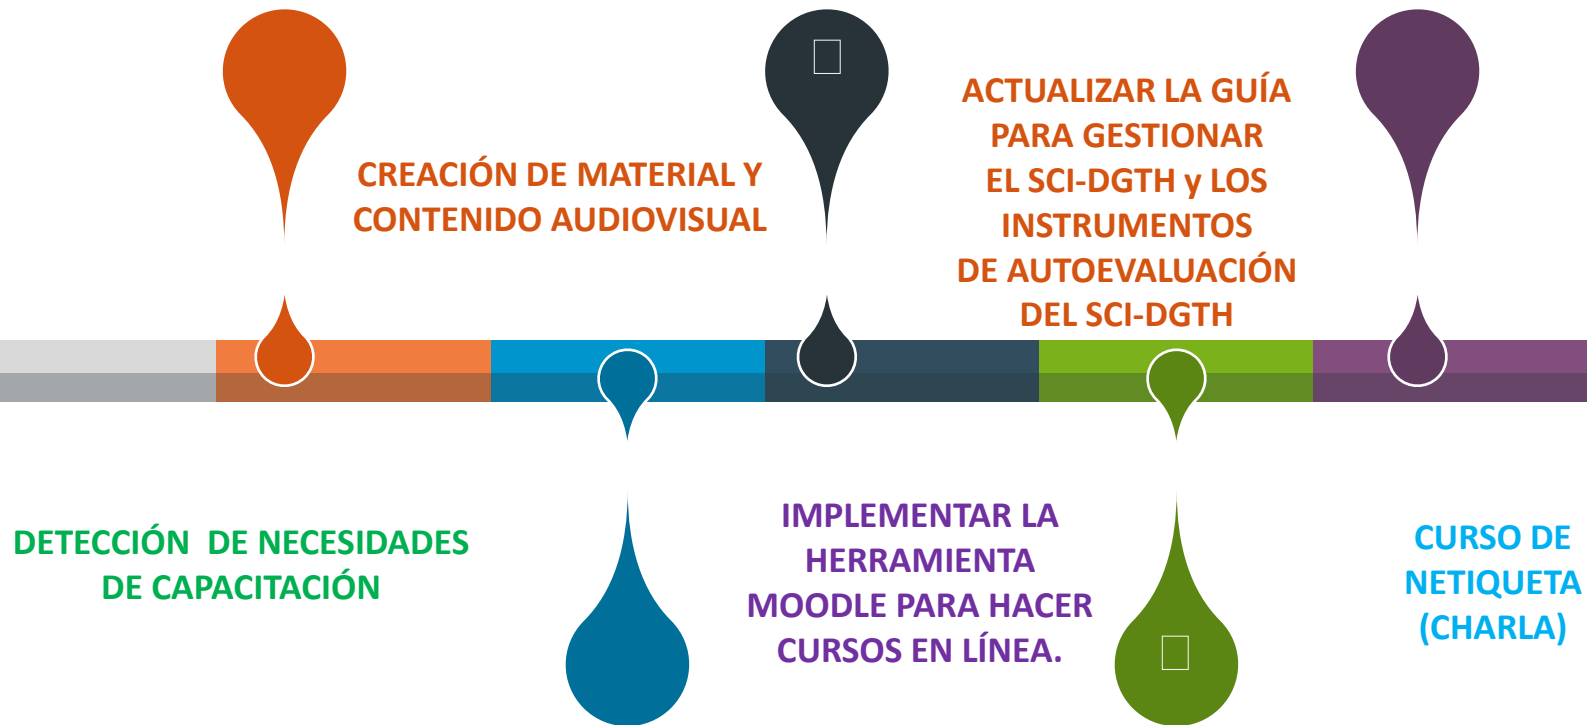 CREACIÓN DE MATERIAL Y
CONTENIDO AUDIOVISUAL
ACTUALIZAR LA GUÍA
PARA GESTIONAR
EL SCI-DGTH y LOS
INSTRUMENTOS
DE AUTOEVALUACIÓN
DEL SCI-DGTH
DETECCIÓN  DE NECESIDADES
DE CAPACITACIÓN
IMPLEMENTAR LA
HERRAMIENTA
MOODLE PARA HACER
CURSOS EN LÍNEA.
CURSO DE
NETIQUETA
(CHARLA)